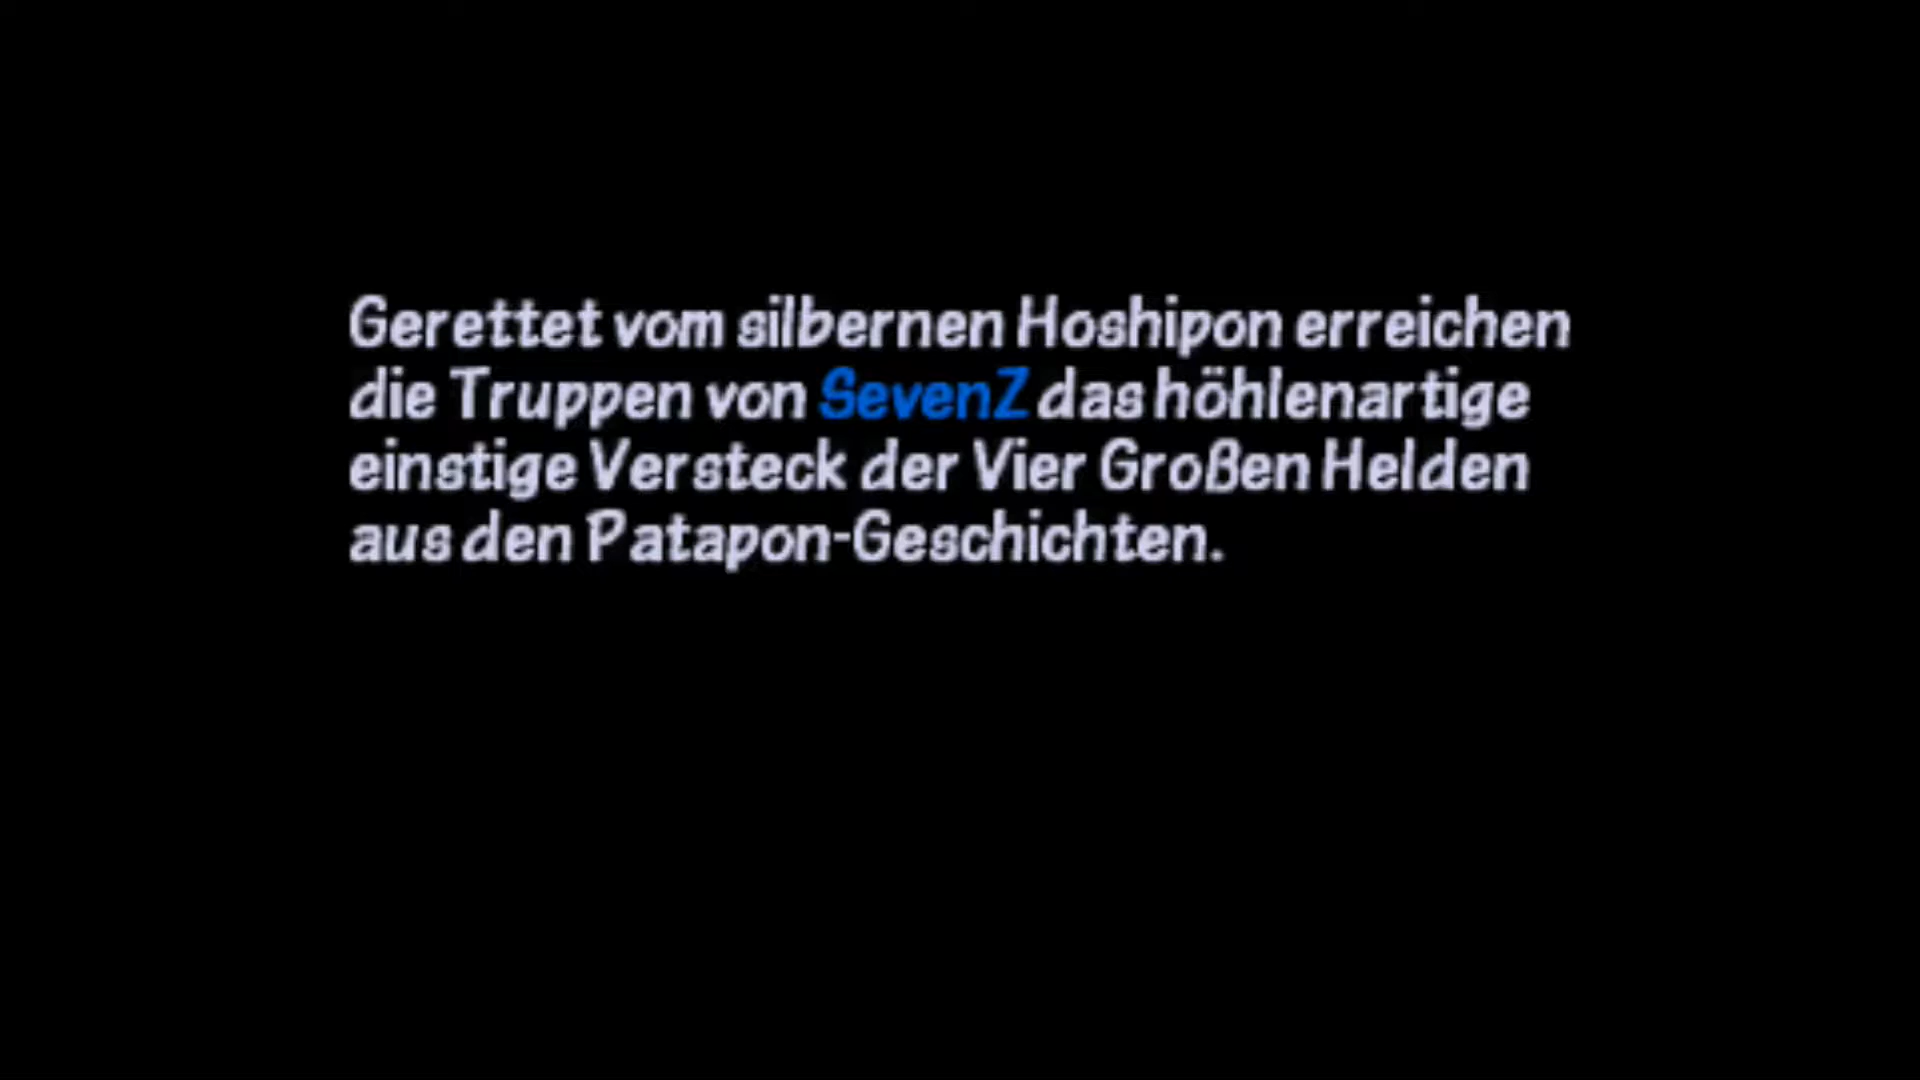 Gerettet vom silbernen Hoshipon erreichen
die Truppen von SevenZ das höhlenartige
einstige Versteck der Vier Großen Helden
aus den Patapon-Geschichten.